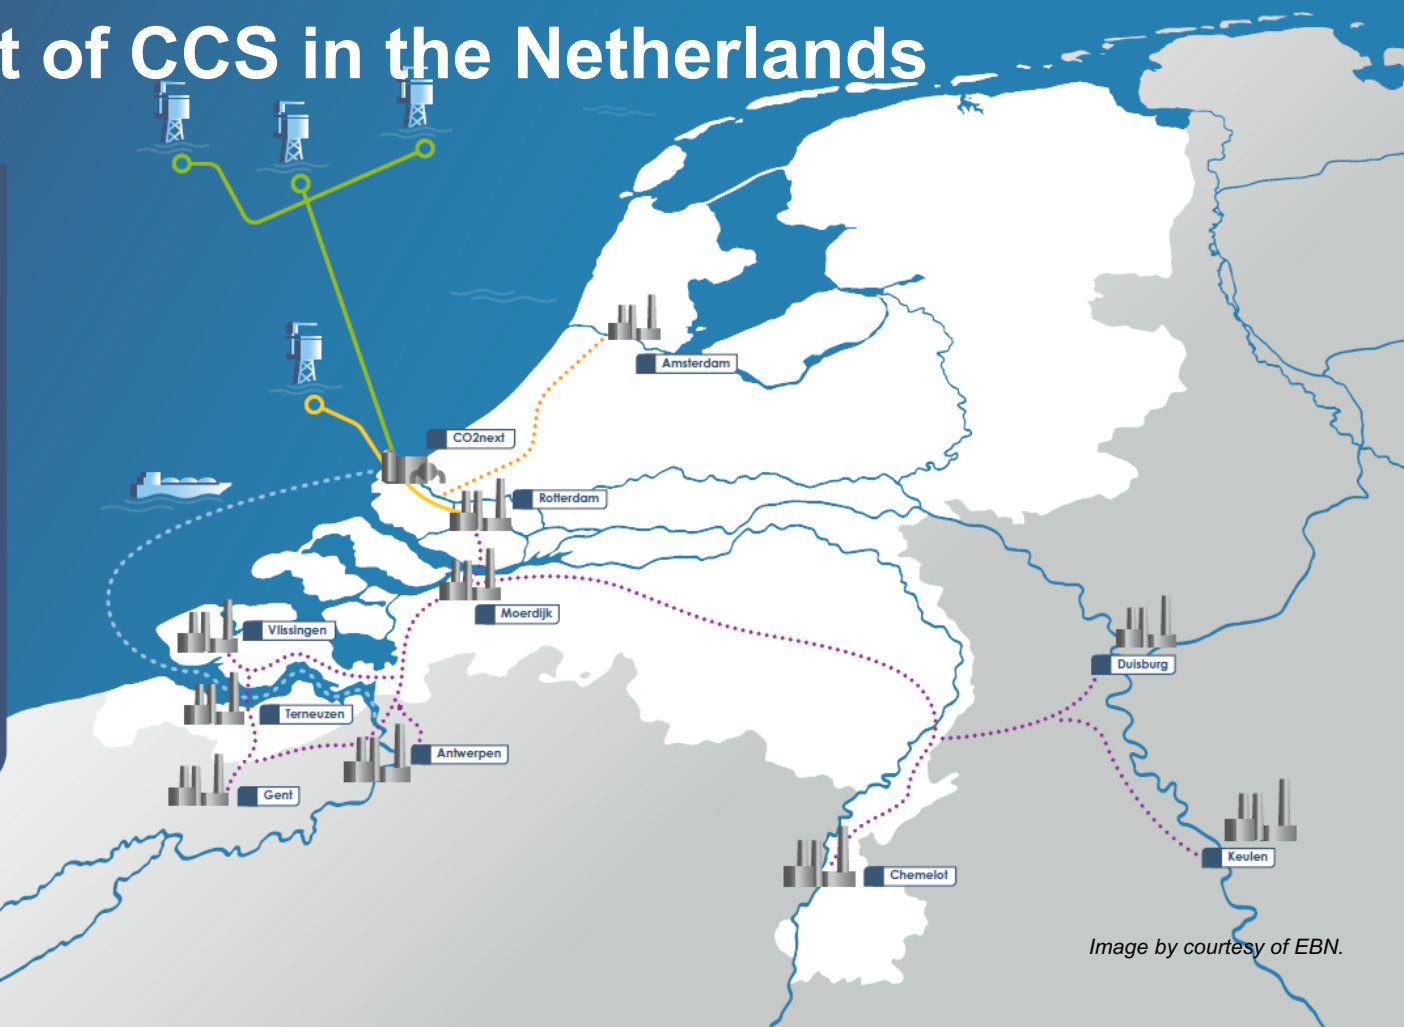 t of CCS in the Netherlands
Amsterdam
CO2next
Rotterdam
Moerdijk
Vlissingen
Duisburg
Terneuzen
Antwerpen
Gent
Keulen
Chemelot
Image by courtesy of EBN.